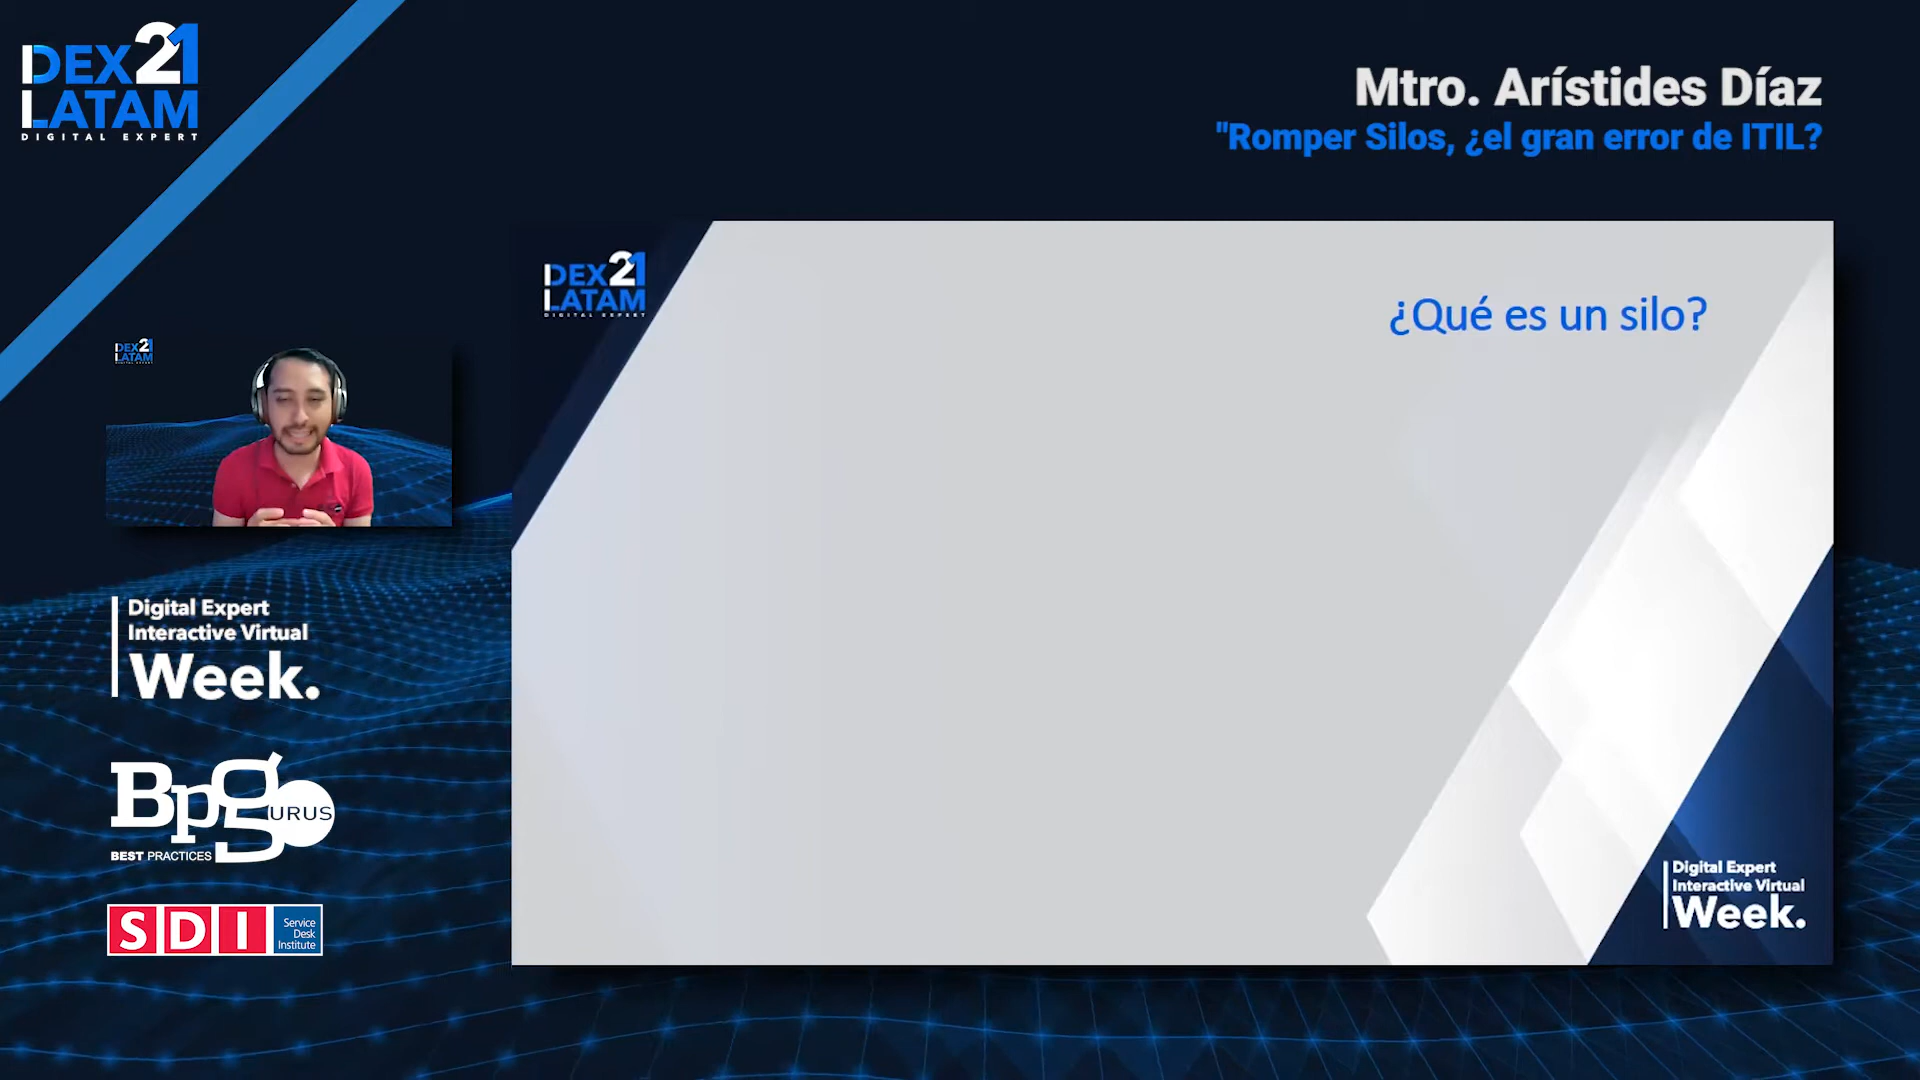 DEX21
LATAM
DIGITAL EXPERT
Mtro. Arístides Díaz
"Romper Silos, ¿el gran error de ITIL?
DEX21
LATAM
DIGITAL EXPERT
¿Qué es un silo?
DEX21
LATAM
Digital Expert
Interactive Virtual
Week.
Bpg
URUS
BEST PRACTICES
SDI
Service
Desk
Institute
Digital Expert
Interactive Virtual
Week.